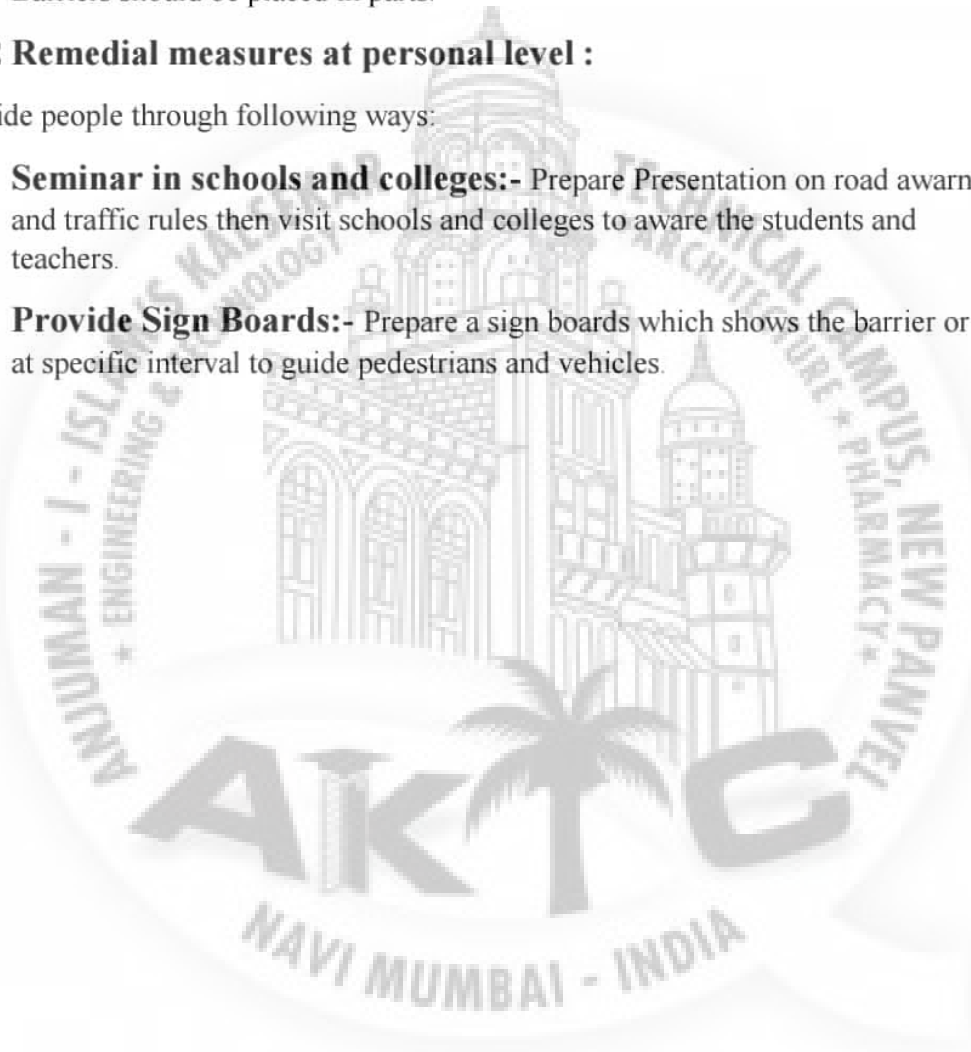 Remedial measures at personal level :
ide people through following ways:
Seminar in schools and colleges:- Prepare Presentation on road awarn
and traffic rules then visit schools and colleges to aware the students and
teachers.
Provide Sign Boards:- Prepare a sign boards which shows the barrier or
at specific interval to guide pedestrians and vehicles.
ANJUMAN - I - ISLAM'S KALSEKAR TECHNICAL CAMPUS, NEW PANVEL
* ENGINEERING & TECHNOLOGY * ARCHITECTURE * PHARMACY *
AKTC
NAVI MUMBAI - INDIA